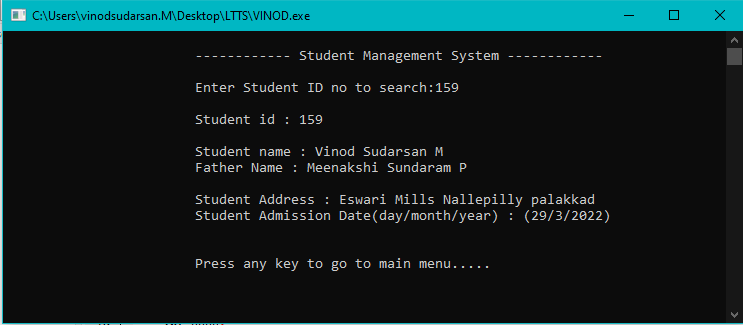 C:\Users\vinodsudarsan.M\Desktop\LTTS\VINOD.exe
------------ Student Management System ------------
Enter Student ID no to search:159
Student id : 159
Student name : Vinod Sudarsan M
Father Name : Meenakshi Sundaram P
Student Address : Eswari Mills Nallepilly palakkad
Student Admission Date(day/month/year) : (29/3/2022)
Press any key to go to main menu.....